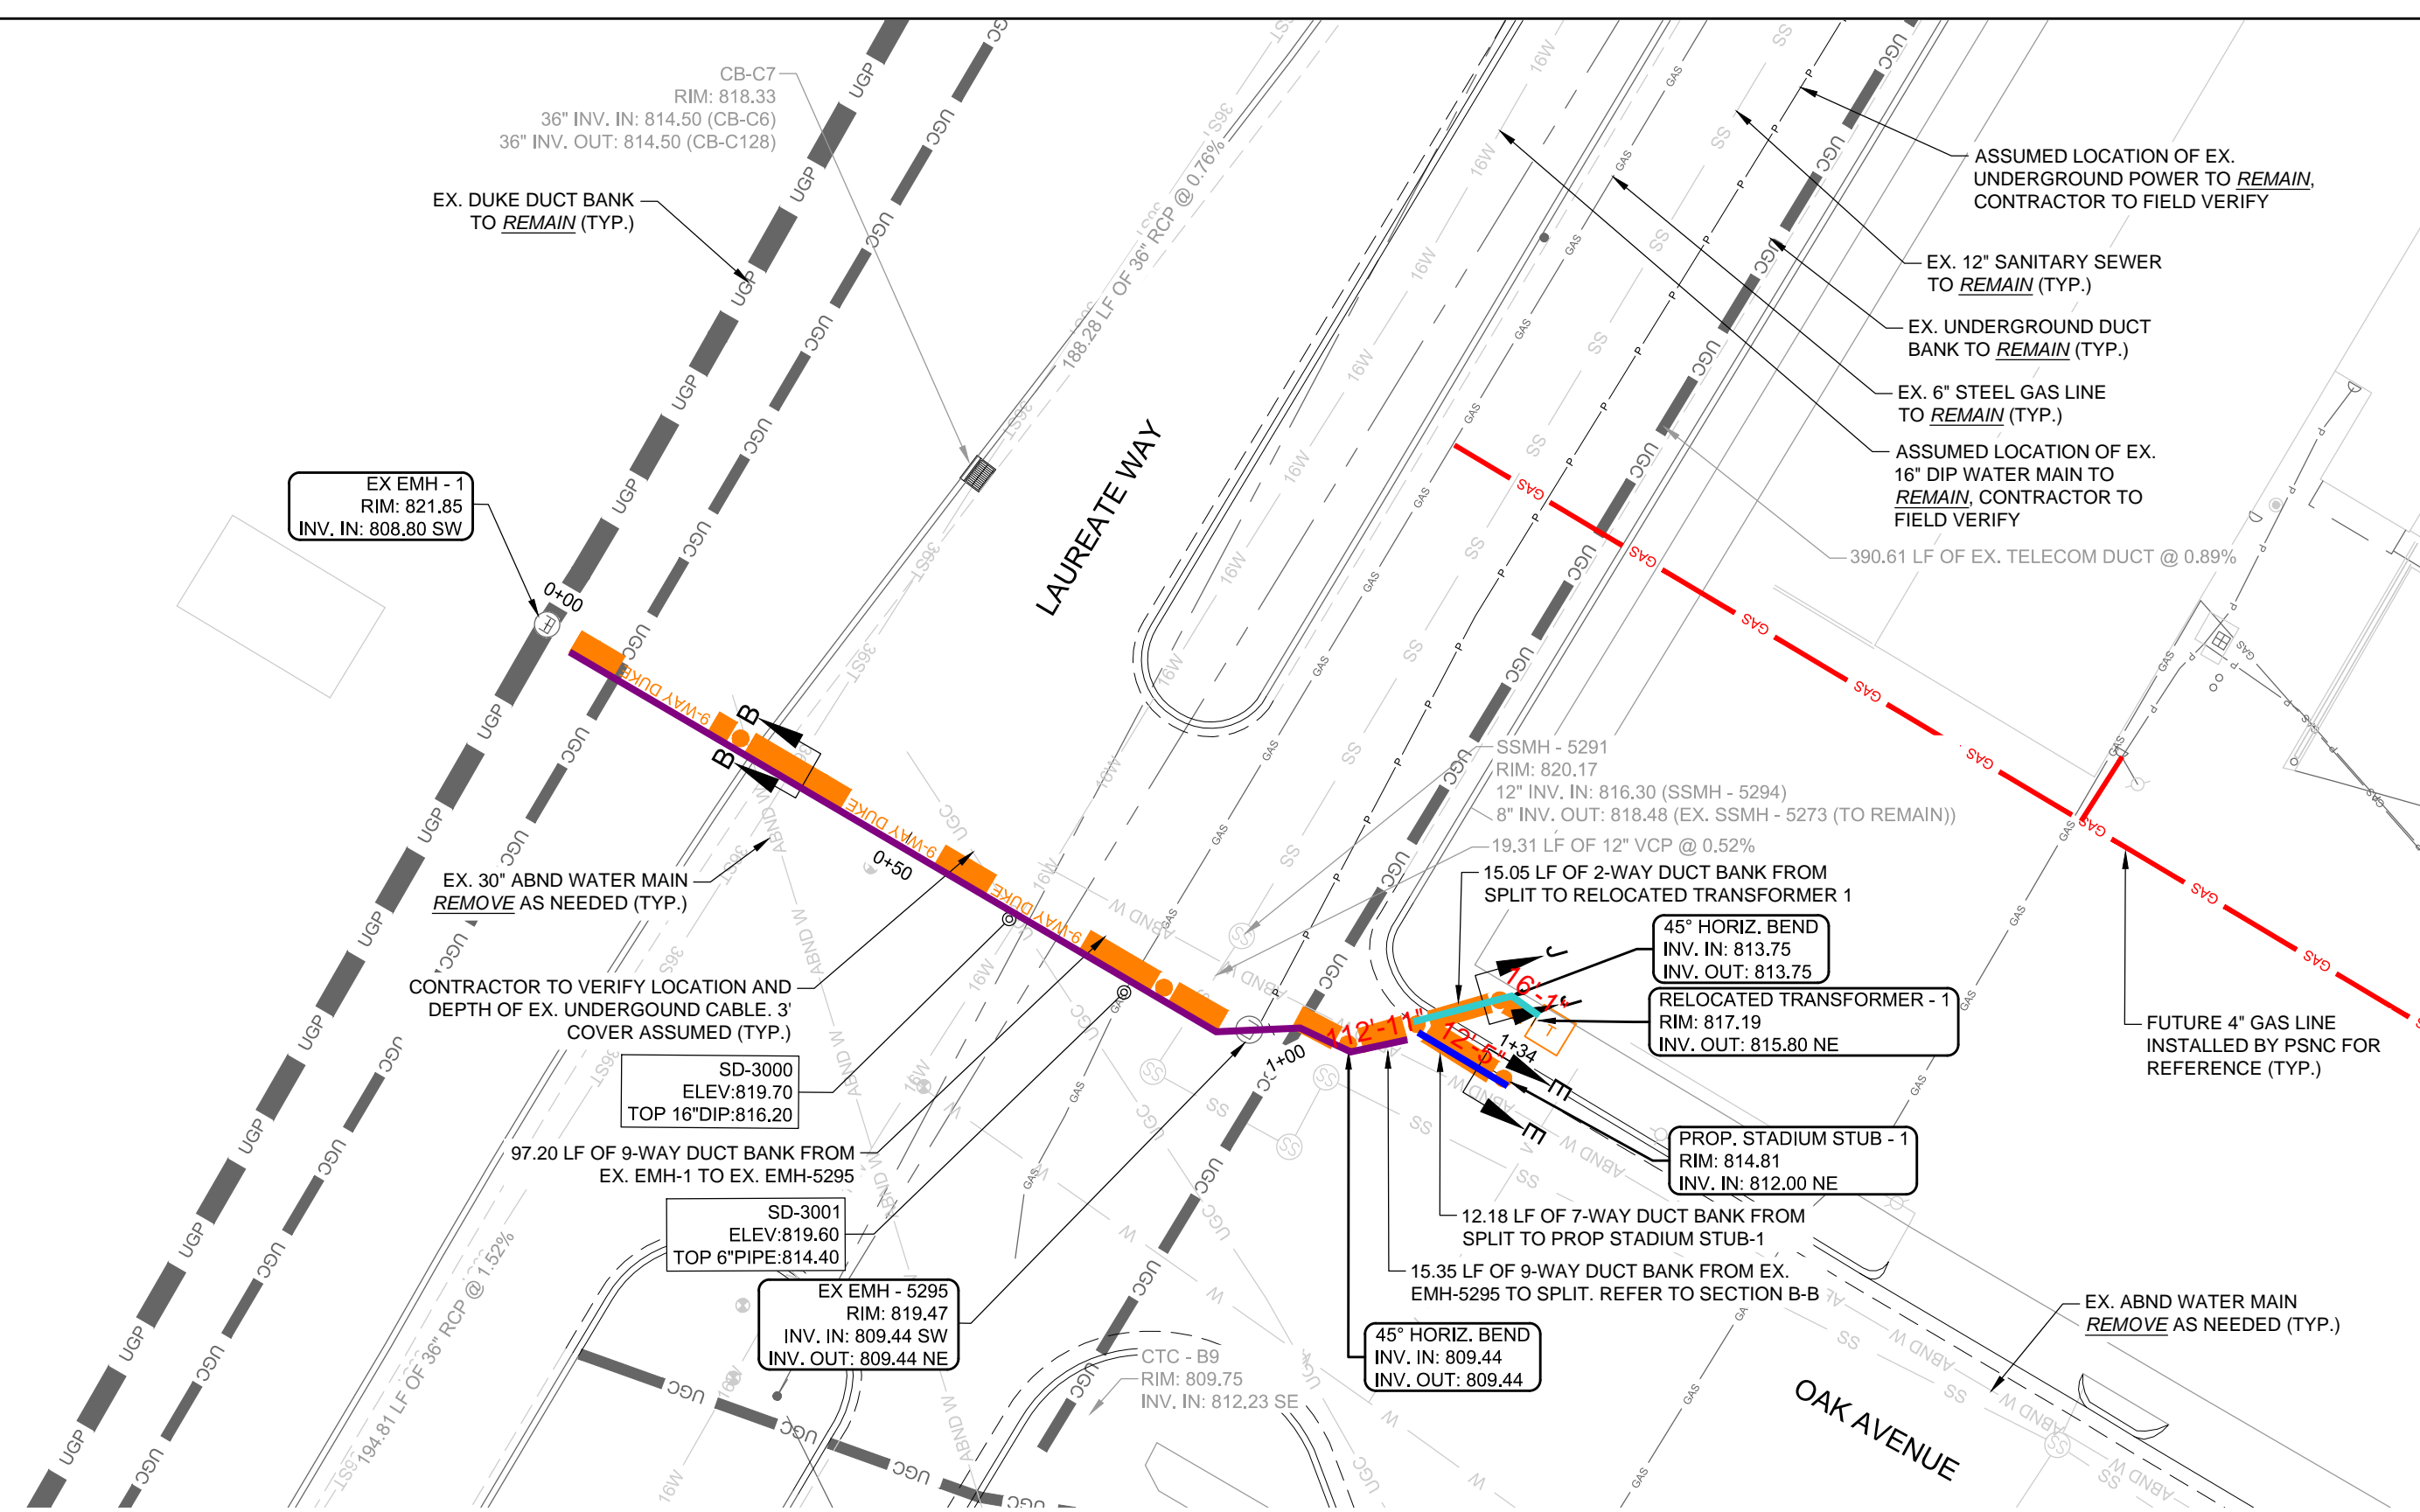 CB-C7
RIM: 818.33
36" INV. IN: 814.50 (CB-C6)
36" INV. OUT: 814.50 (CB-C128)
EX. DUKE DUCT BANK
TO REMAIN (TYP.)
EX EMH - 1
RIM: 821.85
INV. IN: 808.80 SW
0+00
188.28 LF OF 36" RCP @ 0.76%
LAUREATE WAY
ASSUMED LOCATION OF EX.
UNDERGROUND POWER TO REMAIN,
CONTRACTOR TO FIELD VERIFY
EX. 12" SANITARY SEWER
TO REMAIN (TYP.)
EX. UNDERGROUND DUCT
BANK TO REMAIN (TYP.)
EX. 6" STEEL GAS LINE
TO REMAIN (TYP.)
ASSUMED LOCATION OF EX.
16" DIP WATER MAIN TO
REMAIN, CONTRACTOR TO
FIELD VERIFY
390.61 LF OF EX. TELECOM DUCT @ 0.89%
9-WAY DUKE
B
B
9-WAY DUKE
0+50
9-WAY DUKE
SSMH - 5291
RIM: 820.17
12" INV. IN: 816.30 (SSMH - 5294)
8" INV. OUT: 818.48 (EX. SSMH - 5273 (TO REMAIN))
19.31 LF OF 12" VCP @ 0.52%
15.05 LF OF 2-WAY DUCT BANK FROM
SPLIT TO RELOCATED TRANSFORMER 1
45° HORIZ. BEND
INV. IN: 813.75
INV. OUT: 813.75
RELOCATED TRANSFORMER - 1
RIM: 817.19
INV. OUT: 815.80 NE
J
J
16'-1"
T
112'-11"
12'-5"
1+34
1+00
E
E
EX. 30" ABND WATER MAIN
REMOVE AS NEEDED (TYP.)
CONTRACTOR TO VERIFY LOCATION AND
DEPTH OF EX. UNDERGOUND CABLE. 3'
COVER ASSUMED (TYP.)
SD-3000
ELEV:819.70
TOP 16"DIP:816.20
97.20 LF OF 9-WAY DUCT BANK FROM
EX. EMH-1 TO EX. EMH-5295
SD-3001
ELEV:819.60
TOP 6"PIPE:814.40
EX EMH - 5295
RIM: 819.47
INV. IN: 809.44 SW
INV. OUT: 809.44 NE
FUTURE 4" GAS LINE
INSTALLED BY PSNC FOR
REFERENCE (TYP.)
PROP. STADIUM STUB - 1
RIM: 814.81
INV. IN: 812.00 NE
12.18 LF OF 7-WAY DUCT BANK FROM
SPLIT TO PROP STADIUM STUB-1
15.35 LF OF 9-WAY DUCT BANK FROM EX.
EMH-5295 TO SPLIT. REFER TO SECTION B-B
45° HORIZ. BEND
INV. IN: 809.44
INV. OUT: 809.44
CTC - B9
RIM: 809.75
INV. IN: 812.23 SE
EX. ABND WATER MAIN
REMOVE AS NEEDED (TYP.)
OAK AVENUE
194.81 LF OF 36" RCP @ 1.52%
UGP
UGC
36ST
16W
GAS
SS
P
ABND W
W